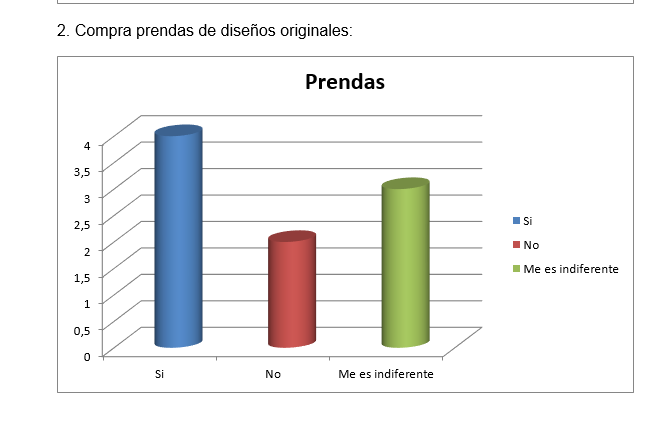 2. Compra prendas de diseños originales:
Prendas
4
3,5
3
2,5
2
1,5
1
0,5
0
Si
No
Me es indiferente
Si
No
Me es indiferente